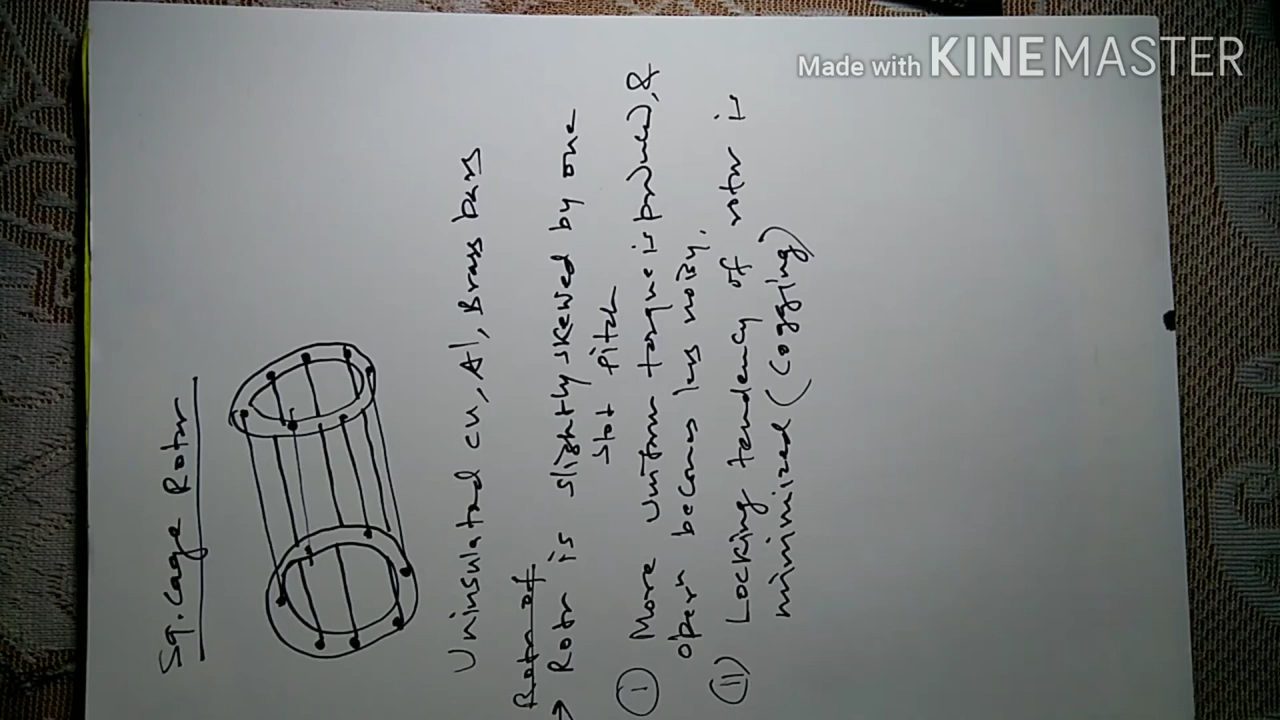 Made with KINEMASTER
Sq. Cage Rotor
Uninsulated cu, Al, Brass bars
Rotor of
→ Rotor is slightly skewed by one
slot pitch
(i) More uniform torque is produced, &
opern becomes less noisy.
(ii) Locking tendency of rotor is
minimized (cogging)